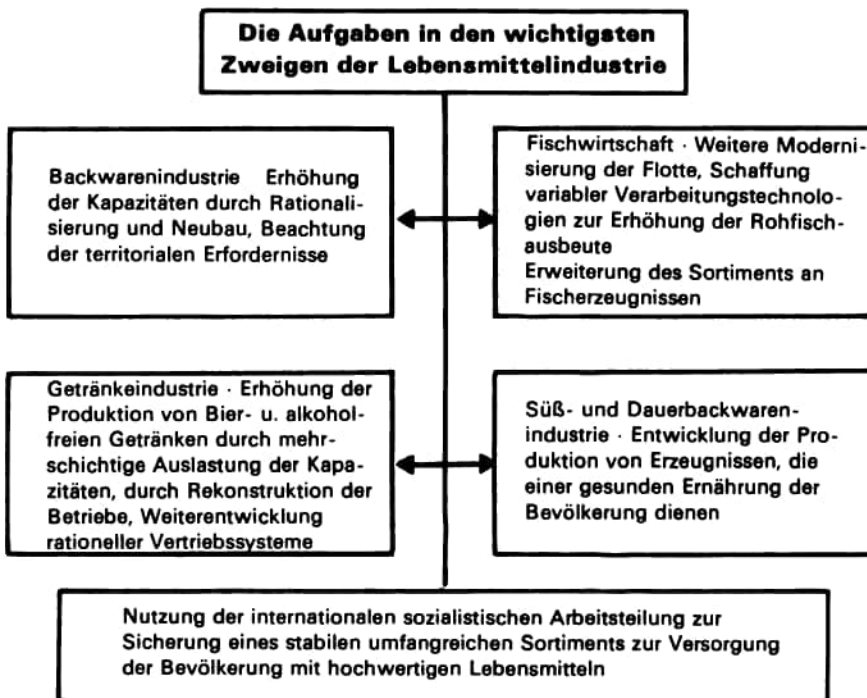 Die Aufgaben in den wichtigsten
Zweigen der Lebensmittelindustrie
Backwarenindustrie Erhöhung
der Kapazitäten durch Rationali-
sierung und Neubau, Beachtung
der territorialen Erfordernisse
Fischwirtschaft · Weitere Moderni-
sierung der Flotte, Schaffung
variabler Verarbeitungstechnolo-
gien zur Erhöhung der Rohfisch-
ausbeute
Erweiterung des Sortiments an
Fischerzeugnissen
Getränkeindustrie · Erhöhung der
Produktion von Bier- u. alkohol-
freien Getränken durch mehr-
schichtige Auslastung der Kapa-
zitäten, durch Rekonstruktion der
Betriebe, Weiterentwicklung
rationeller Vertriebssysteme
Süß- und Dauerbackwaren-
industrie · Entwicklung der Pro-
duktion von Erzeugnissen, die
einer gesunden Ernährung der
Bevölkerung dienen
Nutzung der internationalen sozialistischen Arbeitsteilung zur
Sicherung eines stabilen umfangreichen Sortiments zur Versorgung
der Bevölkerung mit hochwertigen Lebensmitteln